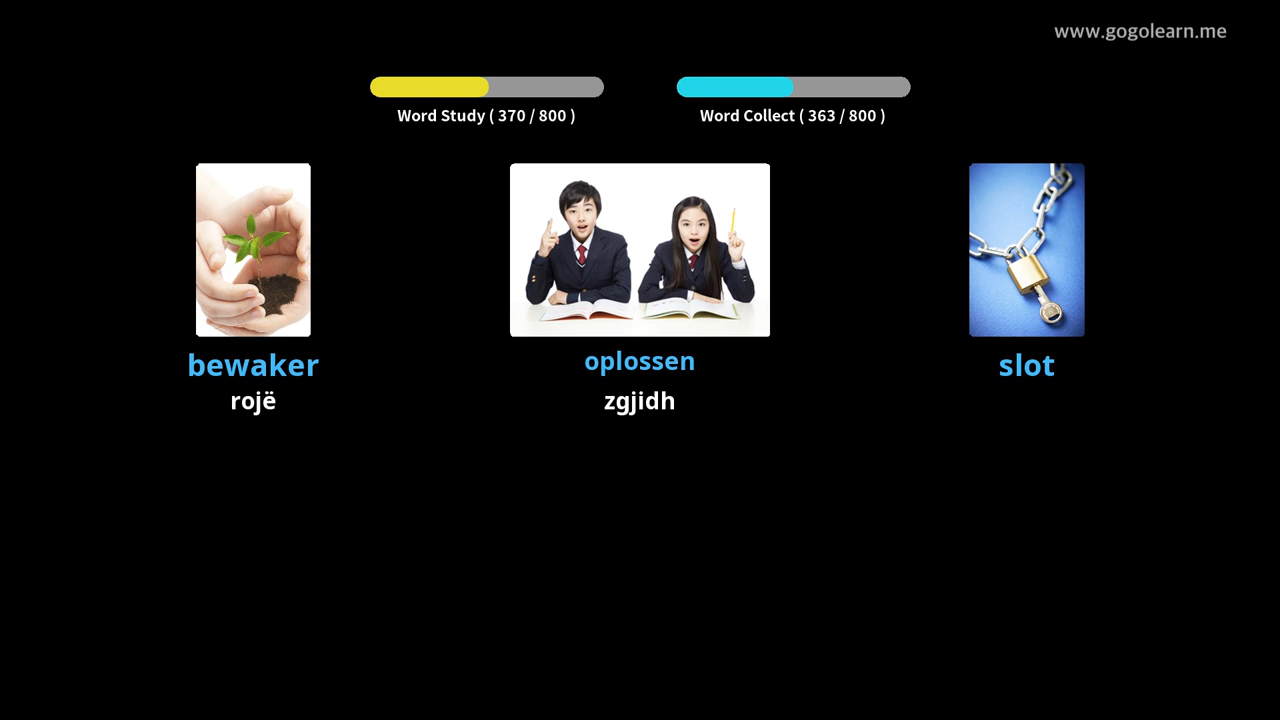 www.gogolearn.me
Word Study ( 370 / 800 )
Word Collect ( 363 / 800 )
bewaker
rojë
oplossen
zgjidh
slot